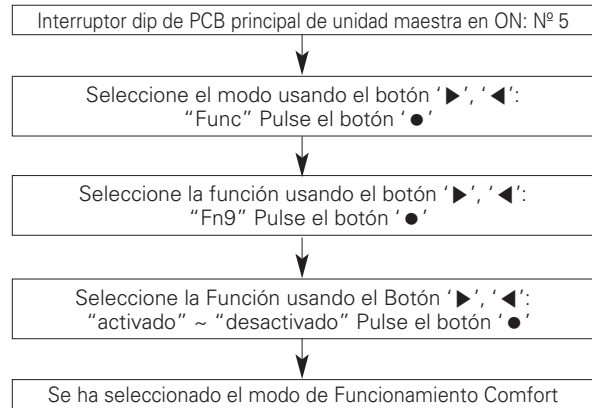 Interruptor dip de PCB principal de unidad maestra en ON: Nº 5
Seleccione el modo usando el botón ‘▶’, ‘◀’:
“Func” Pulse el botón ‘●’
Seleccione la función usando el botón ‘▶’, ‘◀’:
“Fn9” Pulse el botón ‘●’
Seleccione la Función usando el Botón ‘▶’, ‘◀’:
“activado” ~ “desactivado” Pulse el botón ‘●’
Se ha seleccionado el modo de Funcionamiento Comfort